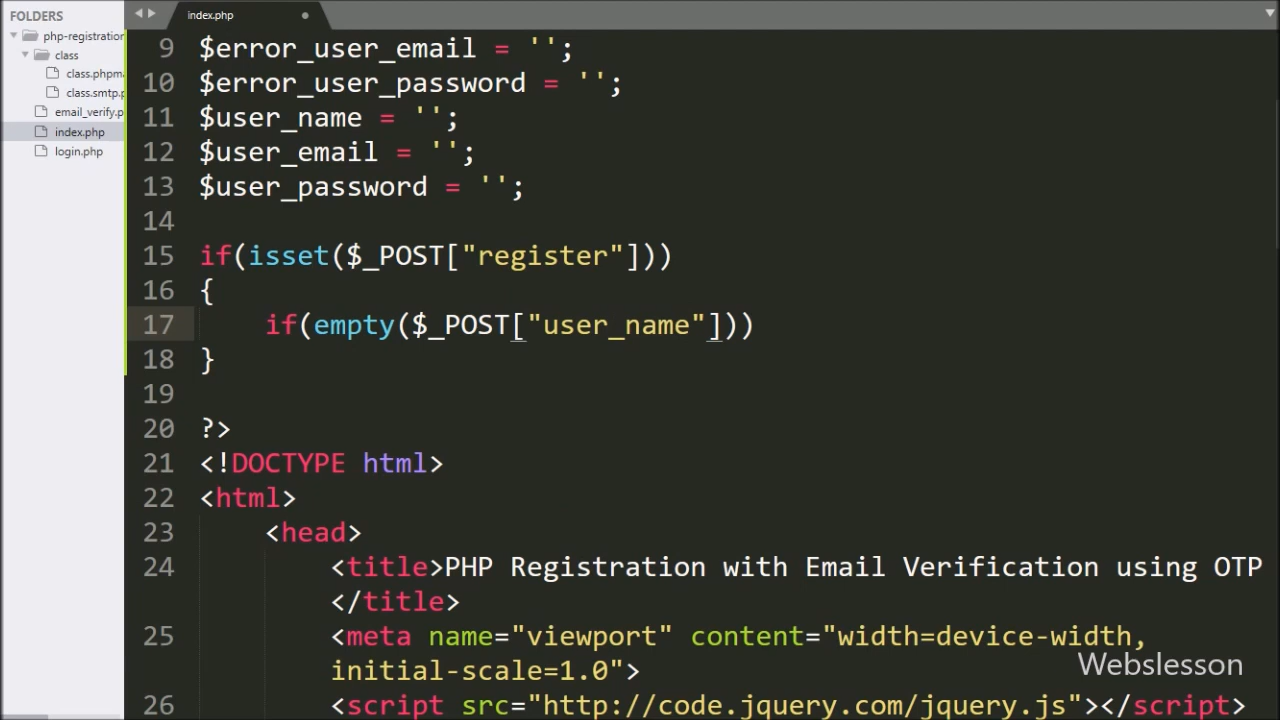 FOLDERS
php-registration
class
class.phpma
class.smtp.p
email_verify.p
index.php
login.php
index.php
9 $error_user_email = '';
10 $error_user_password = '';
11 $user_name = '';
12 $user_email = '';
13 $user_password = '';
14
15 if(isset($_POST["register"]))
16 {
17 if(empty($_POST["user_name"]))
18 }
19
20 ?>
21 <!DOCTYPE html>
22 <html>
23 <head>
24 <title>PHP Registration with Email Verification using OTP
</title>
25 <meta name="viewport" content="width=device-width,
initial-scale=1.0">
26 <script src="http://code.jquery.com/jquery.js"></script>
Webslesson